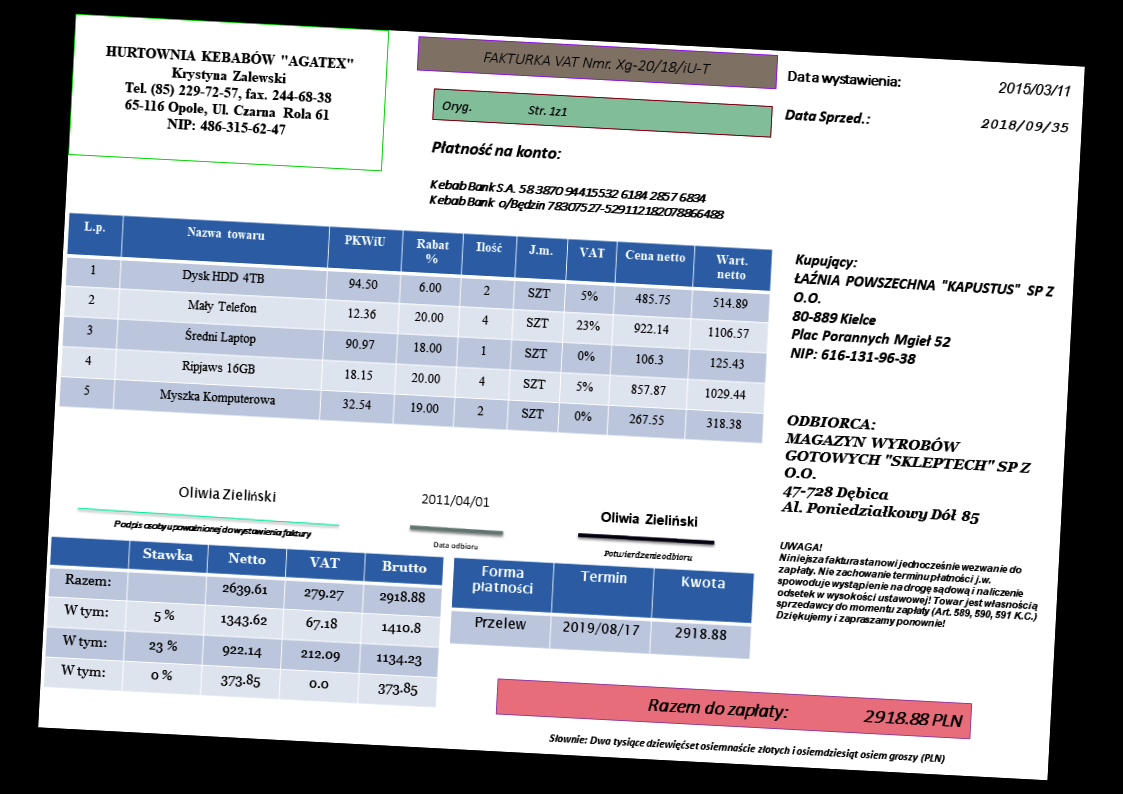 HURTOWNIA KEBABÓW "AGATEX"
Krystyna Zalewski
Tel. (85) 229-72-57, fax. 244-68-38
65-116 Opole, Ul. Czarna Rola 61
NIP: 486-315-62-47
FAKTURKA VAT Nmr. Xg-20/18/iU-T
Oryg. Str. 1z1
Data wystawienia: 2015/03/11
Data Sprzed.: 2018/09/35
Płatność na konto:
Kebab Bank S.A. 58 3870 94415532 6184 2857 6834
Kebab Bank o/Będzin 78307527-529112182078866488
L.p. Nazwa towaru PKWiU Rabat % Ilość J.m. VAT Cena netto Wart. netto
1 Dysk HDD 4TB 94.50 6.00 2 SZT 5% 485.75 514.89
2 Mały Telefon 12.36 20.00 4 SZT 23% 922.14 1106.57
3 Średni Laptop 90.97 18.00 1 SZT 0% 106.3 125.43
4 Ripjaws 16GB 18.15 20.00 4 SZT 5% 857.87 1029.44
5 Myszka Komputerowa 32.54 19.00 2 SZT 0% 267.55 318.38
Kupujący:
ŁAŹNIA POWSZECHNA "KAPUSTUS" SP Z
O.O.
80-889 Kielce
Plac Porannych Mgieł 52
NIP: 616-131-96-38
ODBIORCA:
MAGAZYN WYROBÓW
GOTOWYCH "SKLEPTECH" SP Z
O.O.
47-728 Dębica
Al. Poniedziałkowy Dół 85
Oliwia Zieliński
Podpis osoby upoważnionej do wystawienia faktury
2011/04/01
Data odbioru
Oliwia Zieliński
Potwierdzenie odbioru
UWAGA!
Niniejsza faktura stanowi jednocześnie wezwanie do
zapłaty. Nie zachowanie terminu płatności j.w.
spowoduje wystąpienie na drogę sądową i naliczenie
odsetek w wysokości ustawowej! Towar jest własnością
sprzedawcy do momentu zapłaty (Art. 589, 590, 591 K.C.)
Dziękujemy i zapraszamy ponownie!
Stawka Netto VAT Brutto
Razem: 2639.61 279.27 2918.88
W tym: 5 % 1343.62 67.18 1410.8
W tym: 23 % 922.14 212.09 1134.23
W tym: 0 % 373.85 0.0 373.85
Forma płatności Termin Kwota
Przelew 2019/08/17 2918.88
Razem do zapłaty: 2918.88 PLN
Słownie: Dwa tysiące dziewięćset osiemnaście złotych i osiemdziesiąt osiem groszy (PLN)